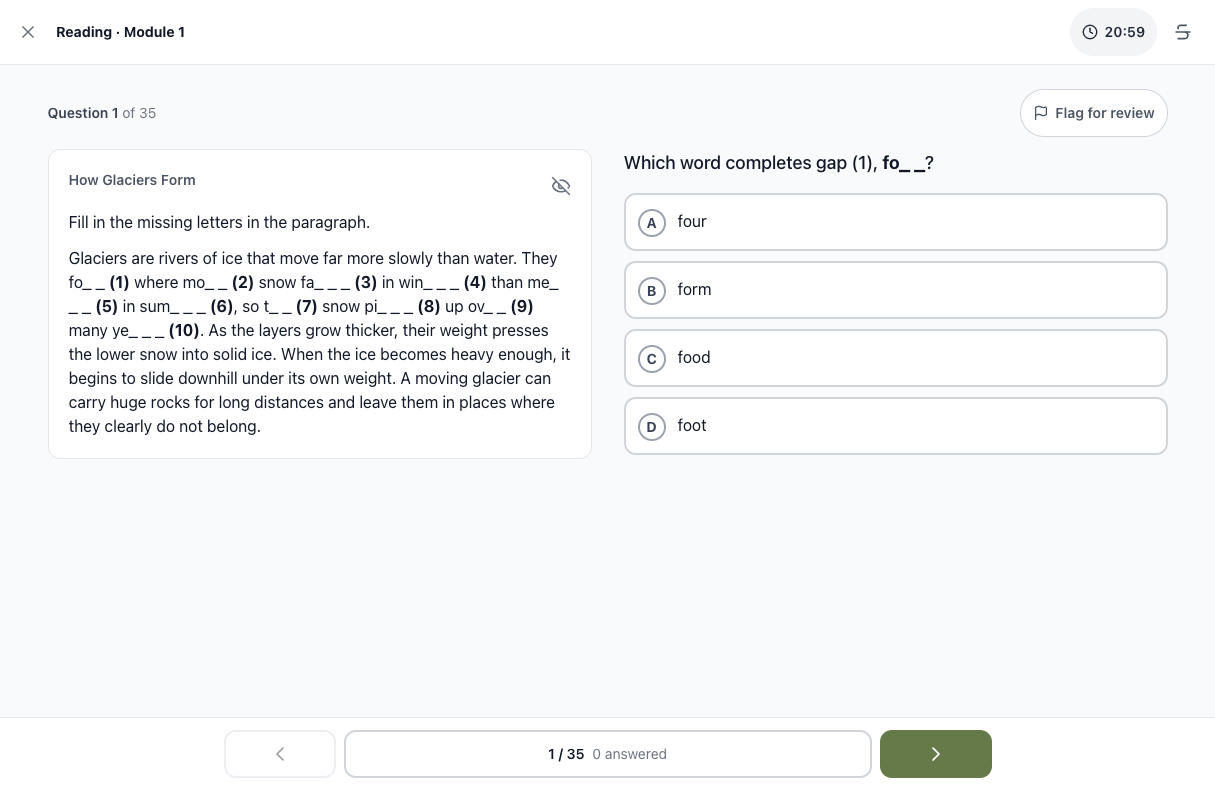 Reading · Module 1
20:59
Question 1 of 35
Flag for review
How Glaciers Form
Fill in the missing letters in the paragraph.
Glaciers are rivers of ice that move far more slowly than water. They
fo_ _ (1) where mo_ _ (2) snow fa_ _ _ (3) in win_ _ _ (4) than me_
_ _ (5) in sum_ _ _ (6), so t_ _ (7) snow pi_ _ _ (8) up ov_ _ (9)
many ye_ _ _ (10). As the layers grow thicker, their weight presses
the lower snow into solid ice. When the ice becomes heavy enough, it
begins to slide downhill under its own weight. A moving glacier can
carry huge rocks for long distances and leave them in places where
they clearly do not belong.
Which word completes gap (1), fo_ _?
A four
B form
C food
D foot
1 / 35 0 answered